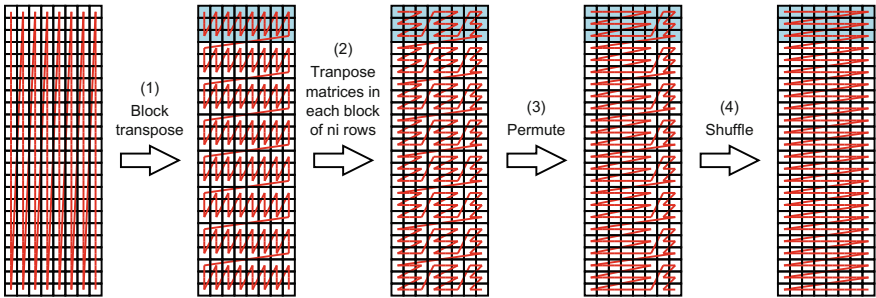 (1)
Block
transpose
(2)
Tranpose
matrices in
each block
of ni rows
(3)
Permute
(4)
Shuffle